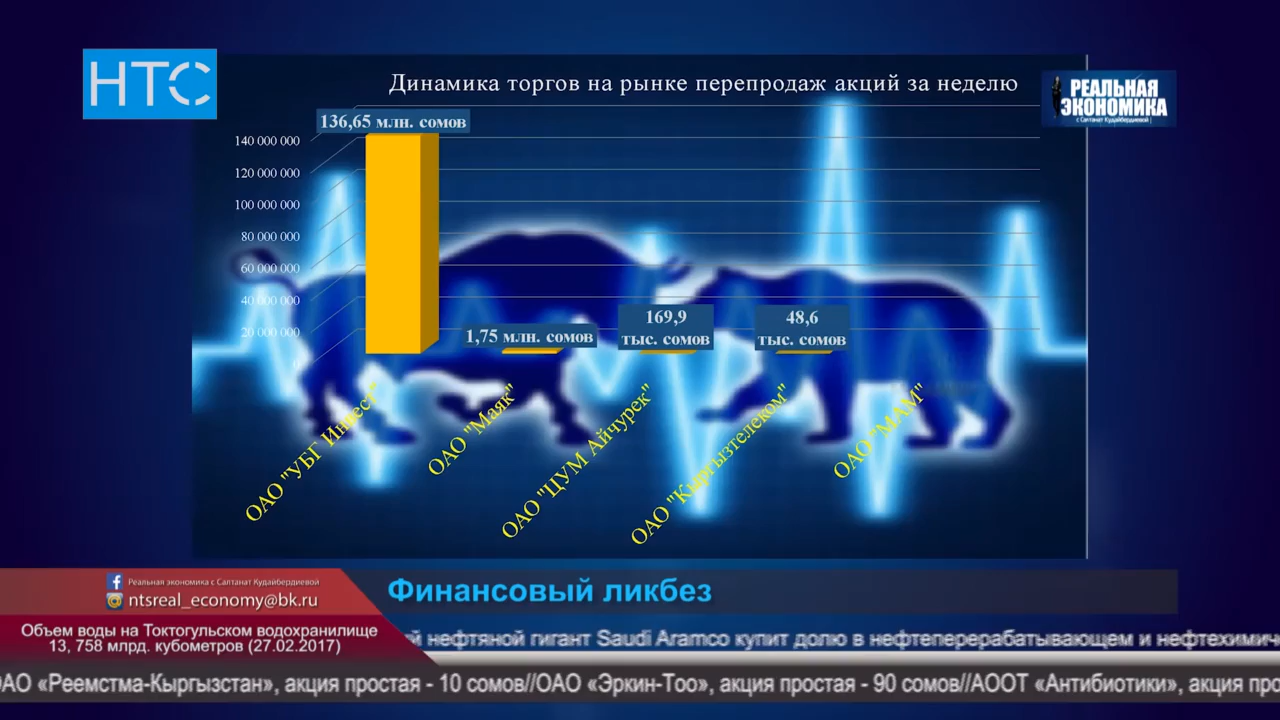 НТС
Динамика торгов на рынке перепродаж акций за неделю
РЕАЛЬНАЯ
ЭКОНОМИКА
с Салтанат Кудайбердиевой
136,65 млн. сомов
140 000 000
120 000 000
100 000 000
80 000 000
60 000 000
40 000 000
20 000 000
0
1,75 млн. сомов
169,9
тыс. сомов
48,6
тыс. сомов
ОАО "УБГ Инвест"
ОАО "Маяк"
ОАО "ЦУМ Айчурек"
ОАО "Кыргызтелеком"
ОАО "МАМ"
Финансовый ликбез
Реальная экономика с Салтанат Кудайбердиевой
ntsreal_economy@bk.ru
Объем воды на Токтогульском водохранилище
13, 758 млрд. кубометров (27.02.2017)
ей нефтяной гигант Saudi Aramco купит долю в нефтеперерабатывающем и нефтехимиче
ОАО «Реемстма-Кыргызстан», акция простая - 10 сомов//ОАО «Эркин-Тоо», акция простая - 90 сомов//АООТ «Антибиотики», акция про